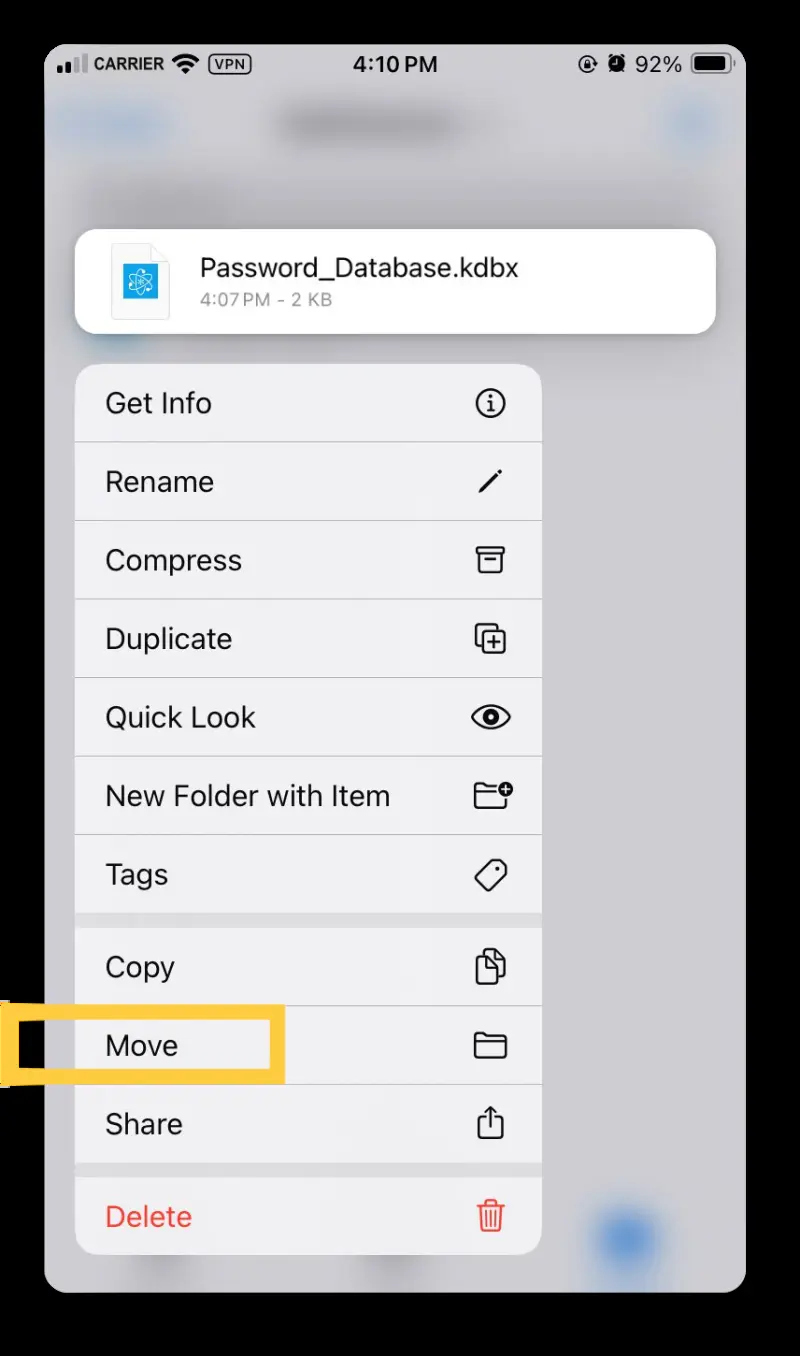 CARRIER VPN 4:10 PM 92%
Password_Database.kdbx
4:07 PM - 2 KB
Get Info
Rename
Compress
Duplicate
Quick Look
New Folder with Item
Tags
Copy
Move
Share
Delete